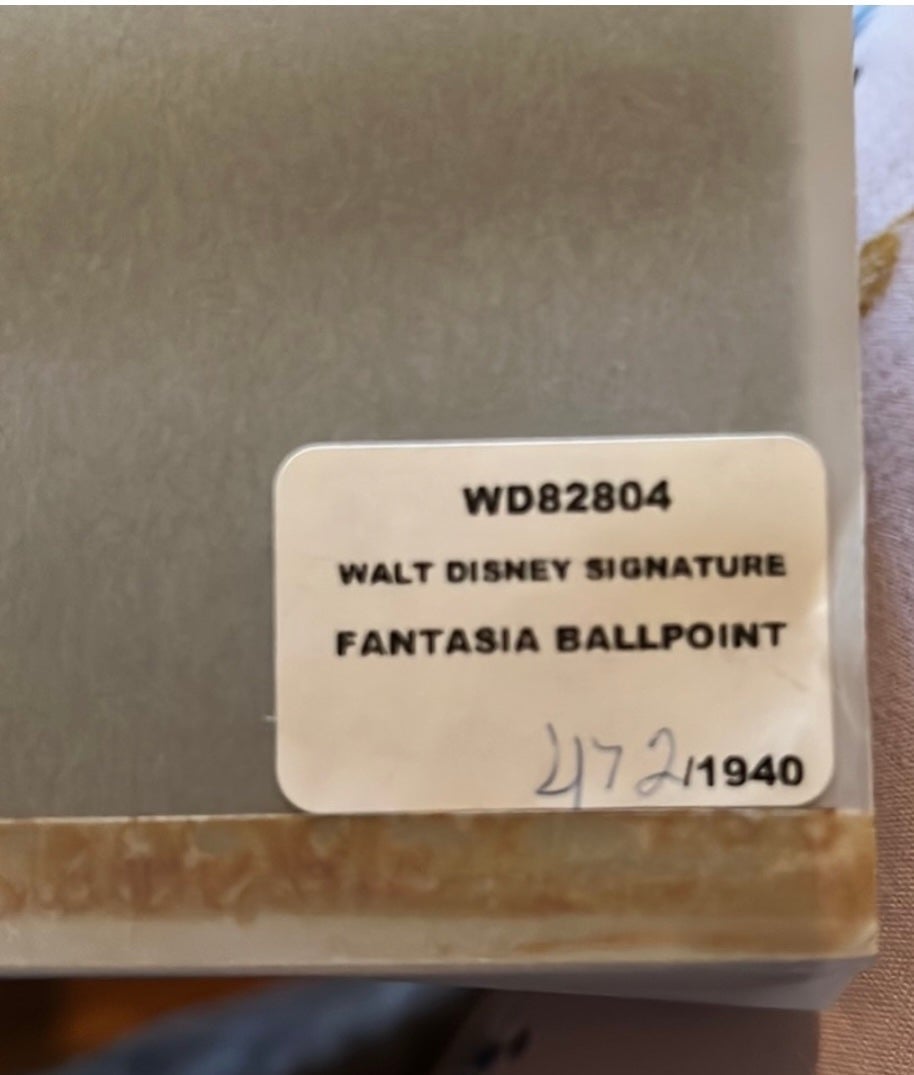 WD82804
WALT DISNEY SIGNATURE
FANTASIA BALLPOINT
472/1940